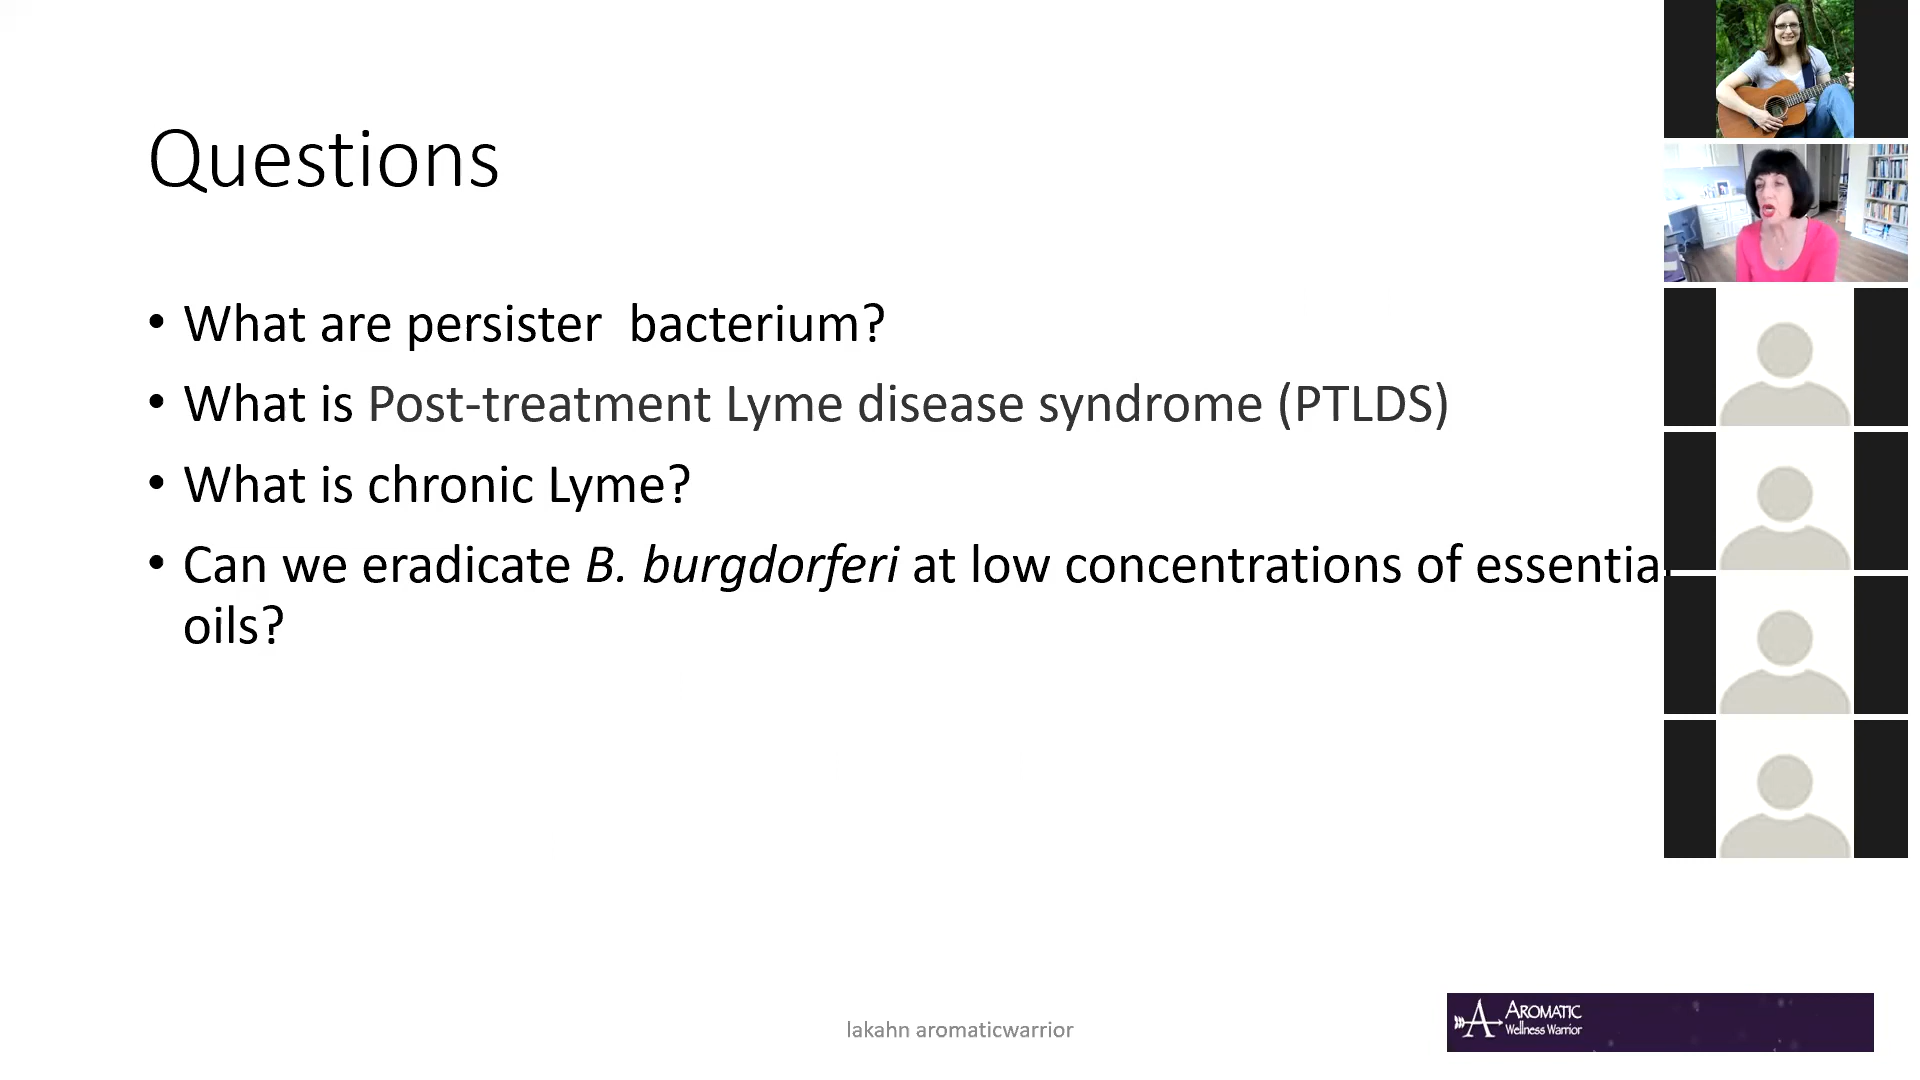 Questions
• What are persister  bacterium?
• What is Post-treatment Lyme disease syndrome (PTLDS)
• What is chronic Lyme?
• Can we eradicate B. burgdorferi at low concentrations of essential
oils?
lakahn aromaticwarrior
AROMATIC
Wellness Warrior